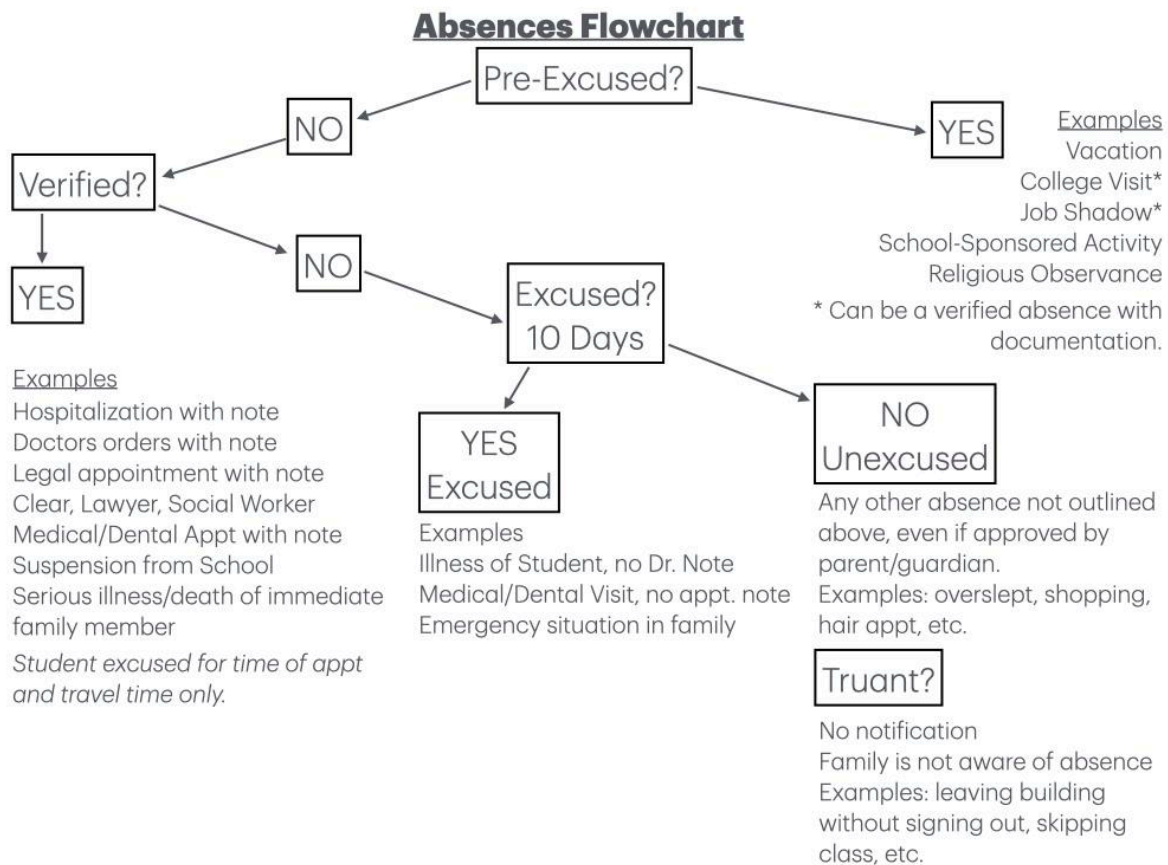 Absences Flowchart
Pre-Excused?
NO
YES
Examples
Vacation
College Visit*
Job Shadow*
School-Sponsored Activity
Religious Observance
* Can be a verified absence with
documentation.
Verified?
YES
Examples
Hospitalization with note
Doctors orders with note
Legal appointment with note
Clear, Lawyer, Social Worker
Medical/Dental Appt with note
Suspension from School
Serious illness/death of immediate
family member
Student excused for time of appt
and travel time only.
NO
Excused?
10 Days
YES
Excused
Examples
Illness of Student, no Dr. Note
Medical/Dental Visit, no appt. note
Emergency situation in family
NO
Unexcused
Any other absence not outlined
above, even if approved by
parent/guardian.
Examples: overslept, shopping,
hair appt, etc.
Truant?
No notification
Family is not aware of absence
Examples: leaving building
without signing out, skipping
class, etc.